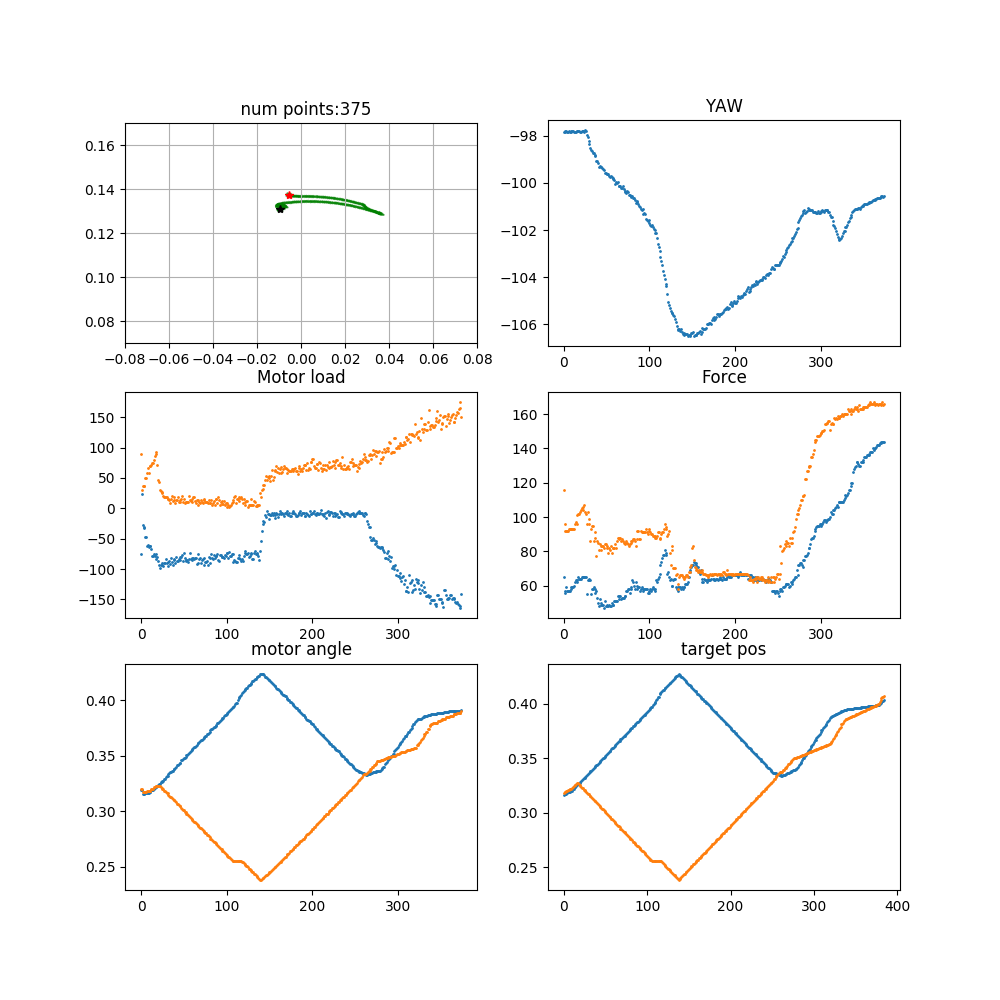 num points:375
YAW
0.16
0.14
0.12
0.10
0.08
−0.08 −0.06 −0.04 −0.02 0.00 0.02 0.04 0.06 0.08
−98
−100
−102
−104
−106
0 100 200 300
Motor load
Force
150
100
50
0
−50
−100
−150
0 100 200 300
160
140
120
100
80
60
0 100 200 300
motor angle
target pos
0.40
0.35
0.30
0.25
0 100 200 300
0.40
0.35
0.30
0.25
0 100 200 300 400